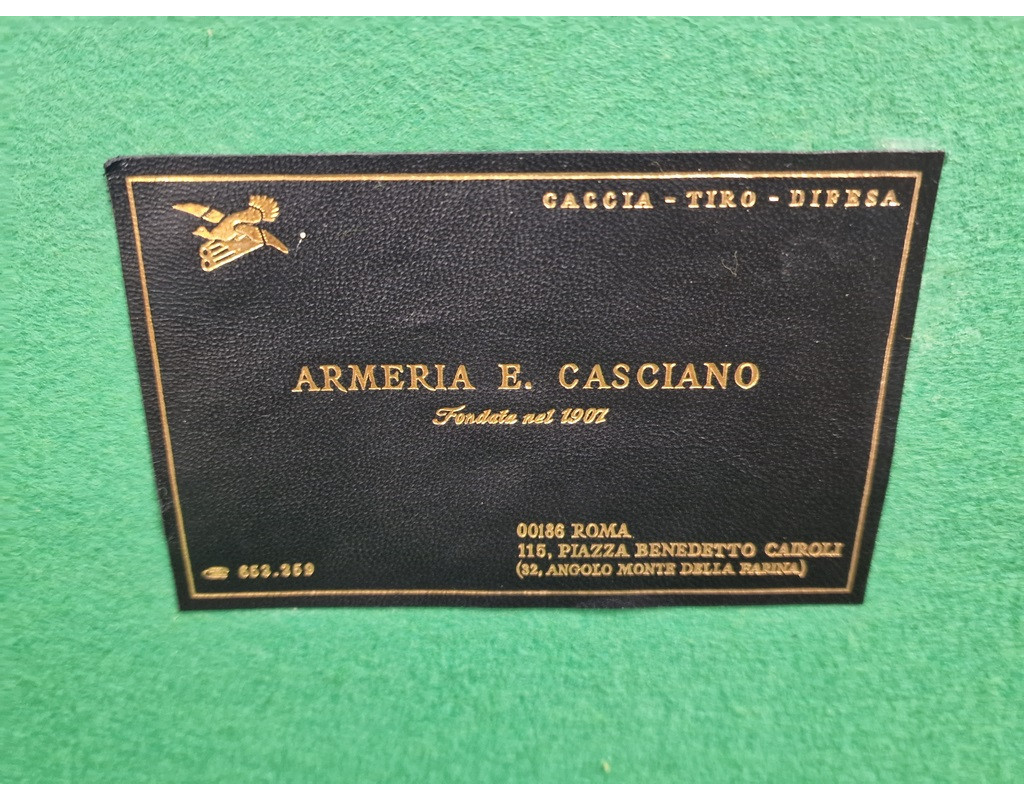 CACCIA - TIRO - DIFESA
ARMERIA E. CASCIANO
Fondata nel 1907
00186 ROMA
115, PIAZZA BENEDETTO CAIROLI
(32, ANGOLO MONTE DELLA FARINA)
653.259